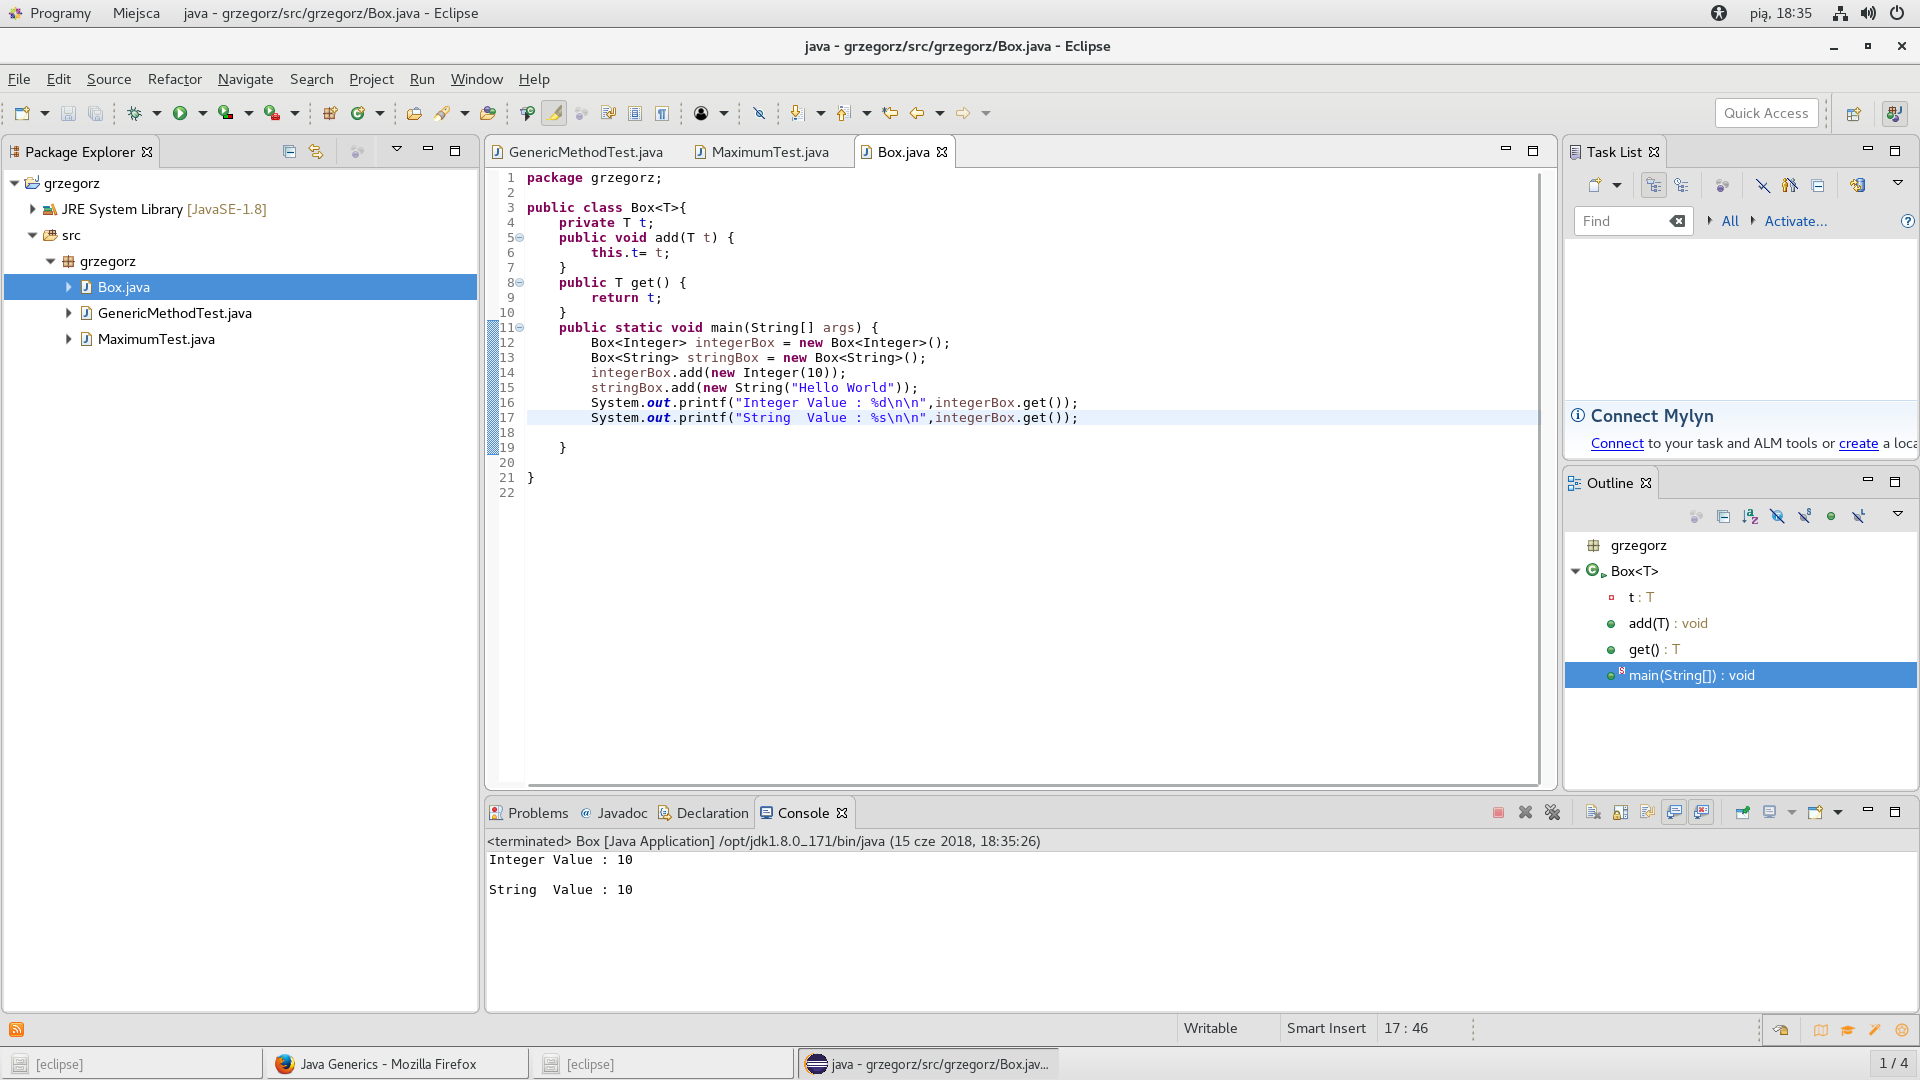 Programy Miejsca java - grzegorz/src/grzegorz/Box.java - Eclipse pią, 18:35
java - grzegorz/src/grzegorz/Box.java - Eclipse
File Edit Source Refactor Navigate Search Project Run Window Help
Quick Access
Package Explorer
grzegorz
JRE System Library [JavaSE-1.8]
src
grzegorz
Box.java
GenericMethodTest.java
MaximumTest.java
GenericMethodTest.java MaximumTest.java Box.java
1 package grzegorz;
2
3 public class Box<T>{
4     private T t;
5     public void add(T t) {
6         this.t= t;
7     }
8     public T get() {
9         return t;
10     }
11     public static void main(String[] args) {
12         Box<Integer> integerBox = new Box<Integer>();
13         Box<String> stringBox = new Box<String>();
14         integerBox.add(new Integer(10));
15         stringBox.add(new String("Hello World"));
16         System.out.printf("Integer Value : %d\n\n",integerBox.get());
17         System.out.printf("String  Value : %s\n\n",integerBox.get());
18
19     }
20
21 }
22
Task List
Find All Activate...
Connect Mylyn
Connect to your task and ALM tools or create a loca
Outline
grzegorz
Box<T>
t : T
add(T) : void
get() : T
main(String[]) : void
Problems Javadoc Declaration Console
<terminated> Box [Java Application] /opt/jdk1.8.0_171/bin/java (15 cze 2018, 18:35:26)
Integer Value : 10
String  Value : 10
Writable Smart Insert 17 : 46
[eclipse] Java Generics - Mozilla Firefox [eclipse] java - grzegorz/src/grzegorz/Box.jav... 1 / 4